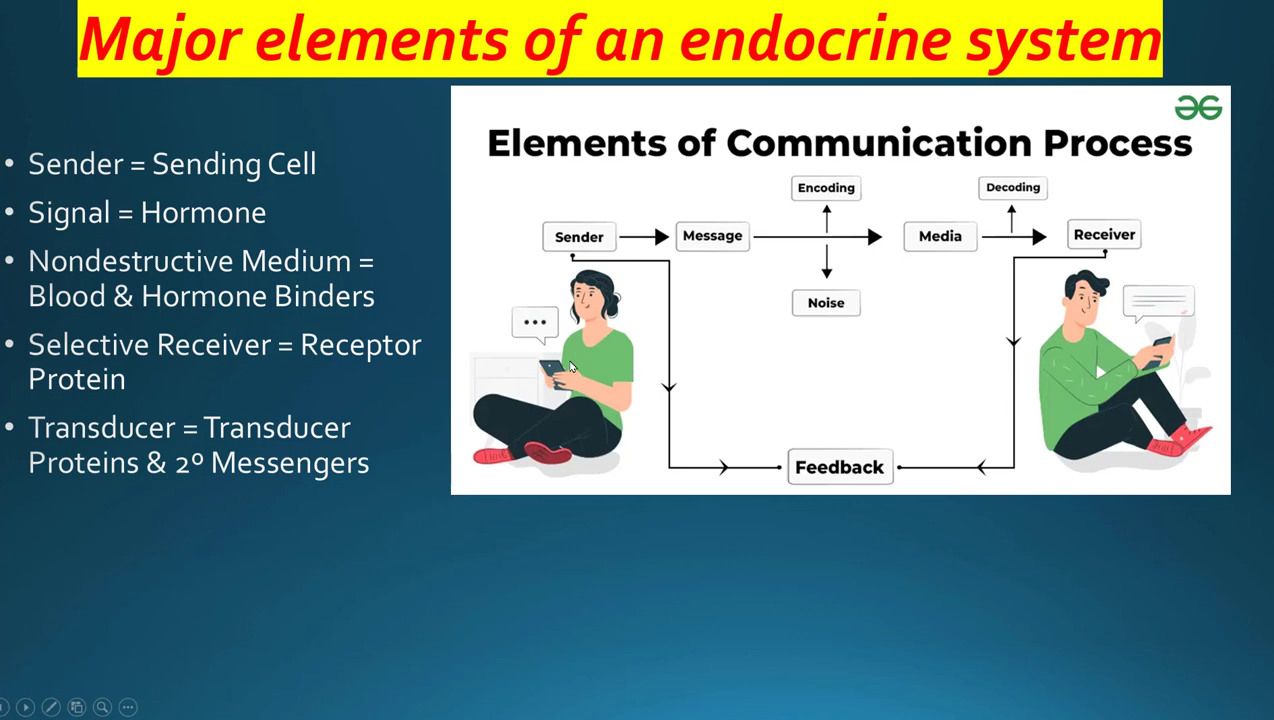 Major elements of an endocrine system
• Sender = Sending Cell
• Signal = Hormone
• Nondestructive Medium =
Blood & Hormone Binders
• Selective Receiver = Receptor
Protein
• Transducer = Transducer
Proteins & 2º Messengers
Elements of Communication Process
Encoding
Decoding
Sender
Message
Media
Receiver
Noise
Feedback